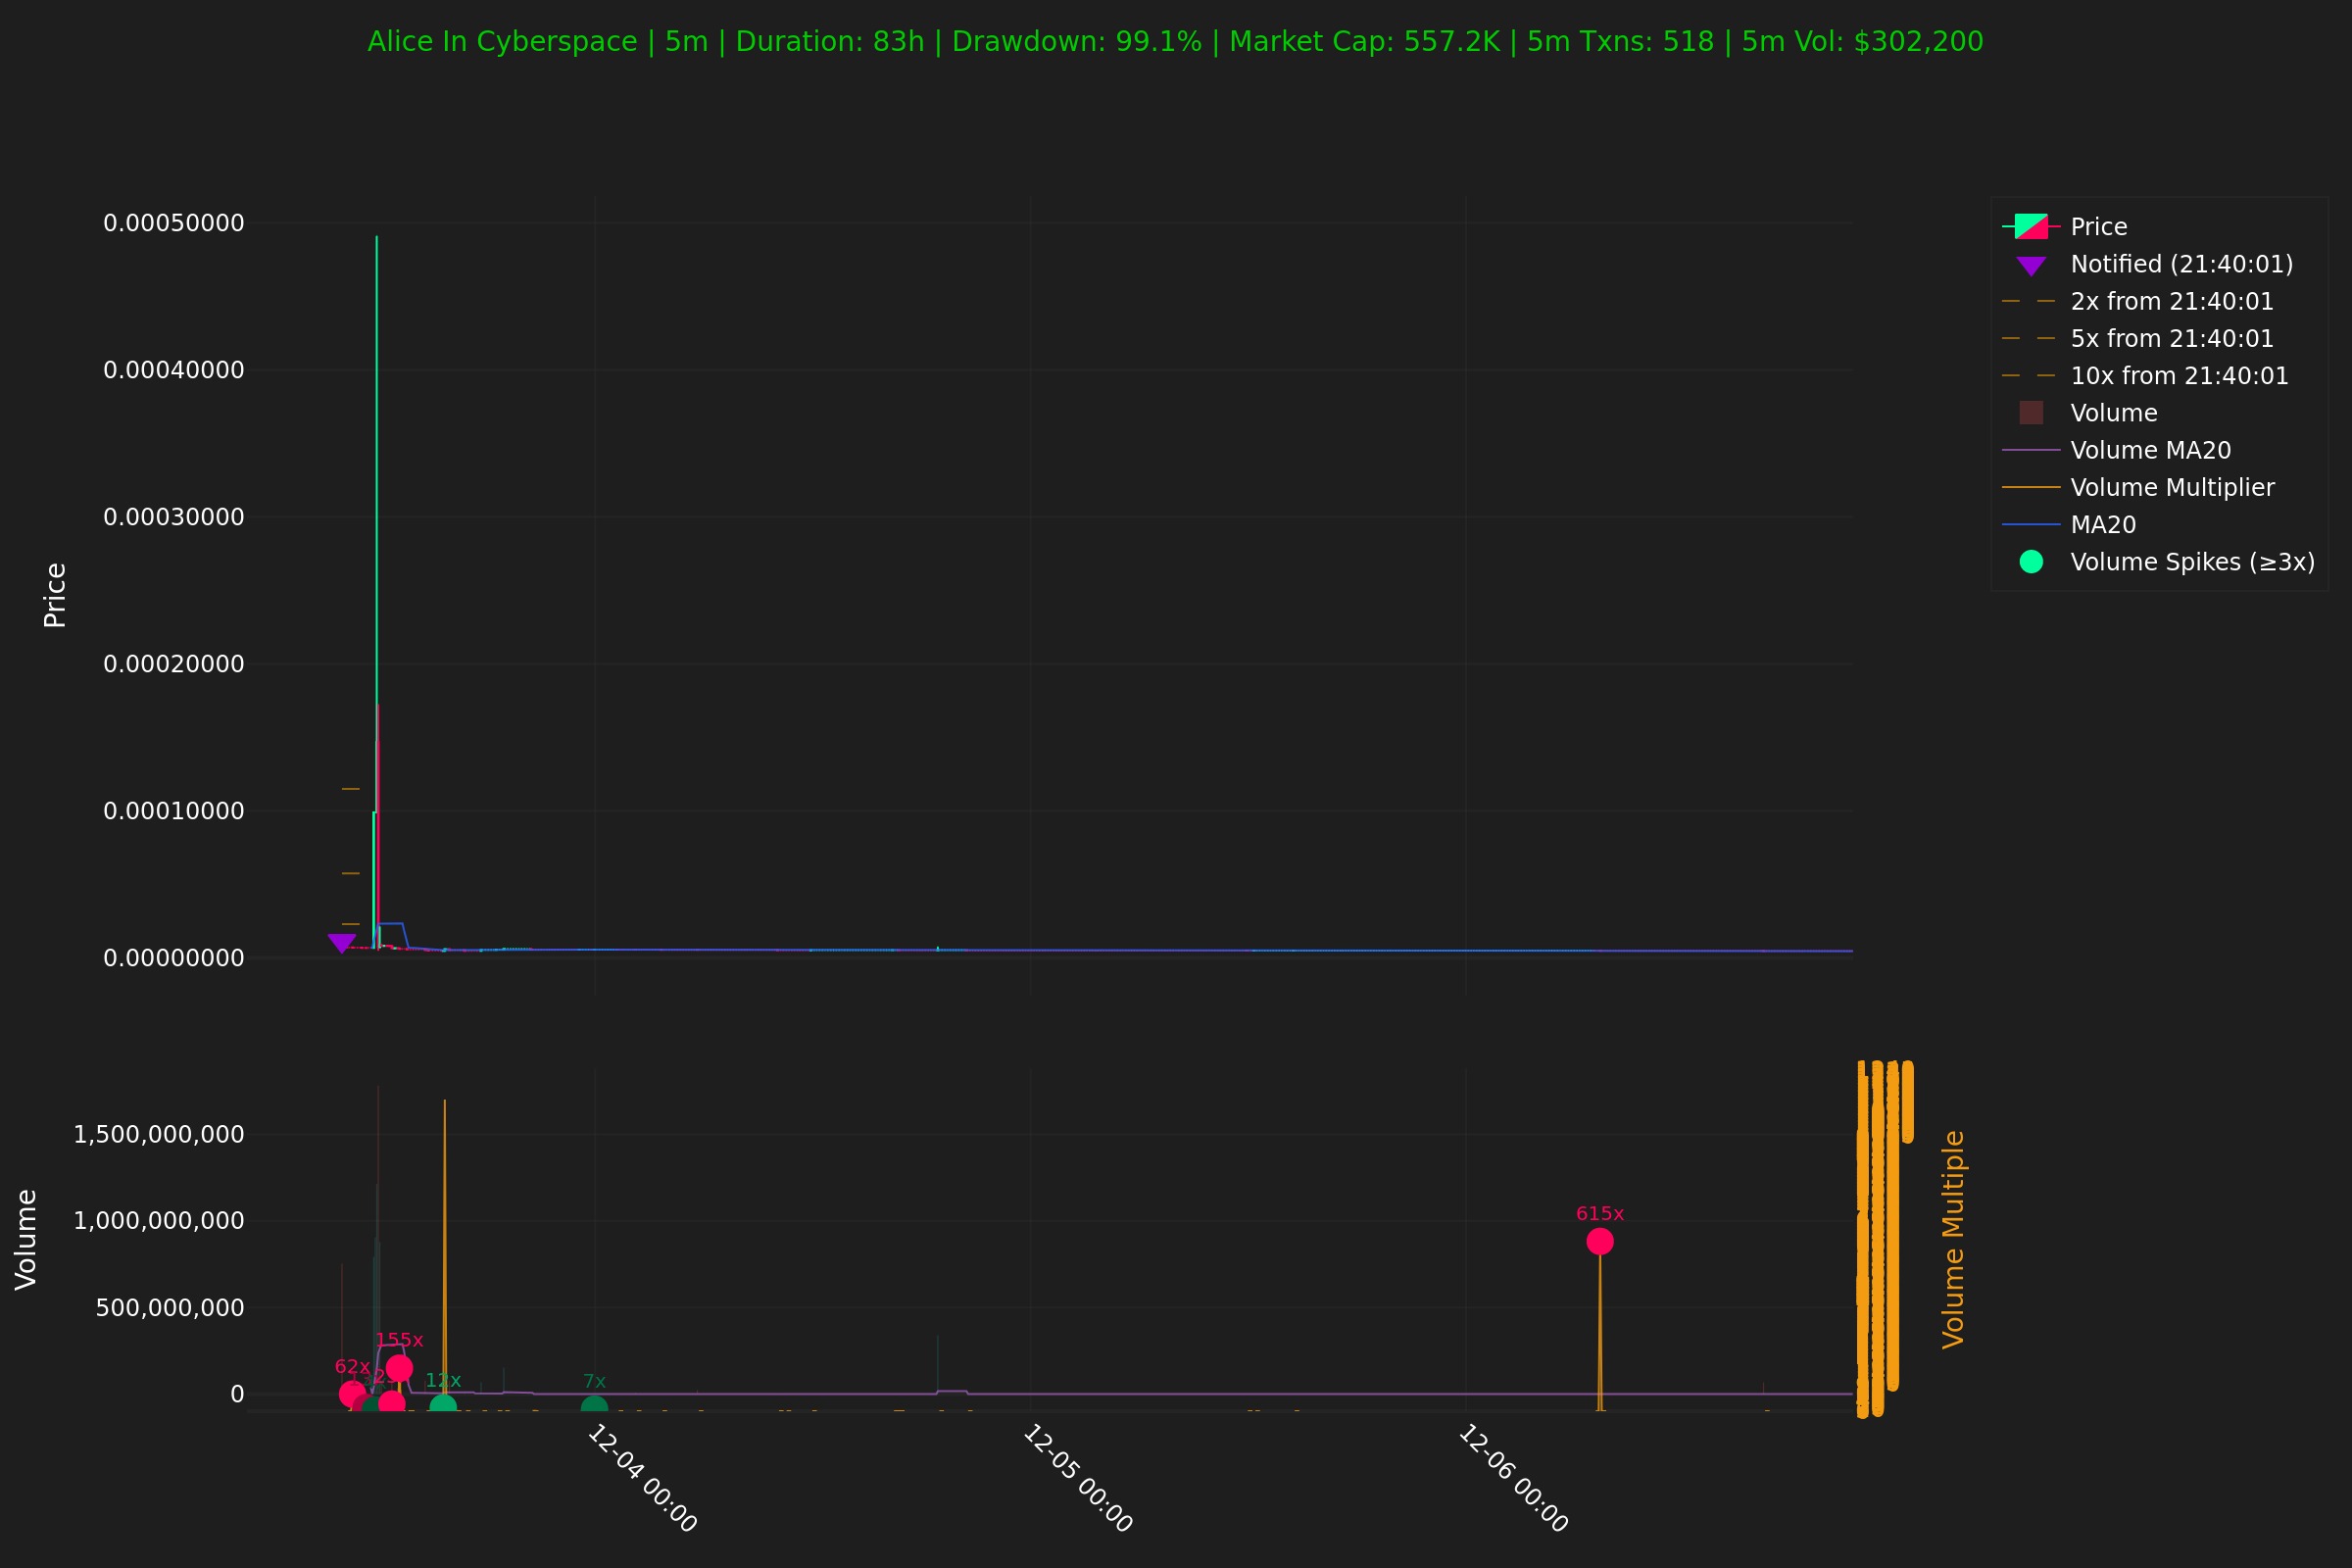 Alice In Cyberspace | 5m | Duration: 83h | Drawdown: 99.1% | Market Cap: 557.2K | 5m Txns: 518 | 5m Vol: $302,200
0.00050000
0.00040000
0.00030000
0.00020000
0.00010000
0.00000000
Price
Price
Notified (21:40:01)
2x from 21:40:01
5x from 21:40:01
10x from 21:40:01
Volume
Volume MA20
Volume Multiplier
MA20
Volume Spikes (≥3x)
1,500,000,000
1,000,000,000
500,000,000
0
Volume
62x
155x
12x
7x
615x
Volume Multiple
12-04 00:00
12-05 00:00
12-06 00:00